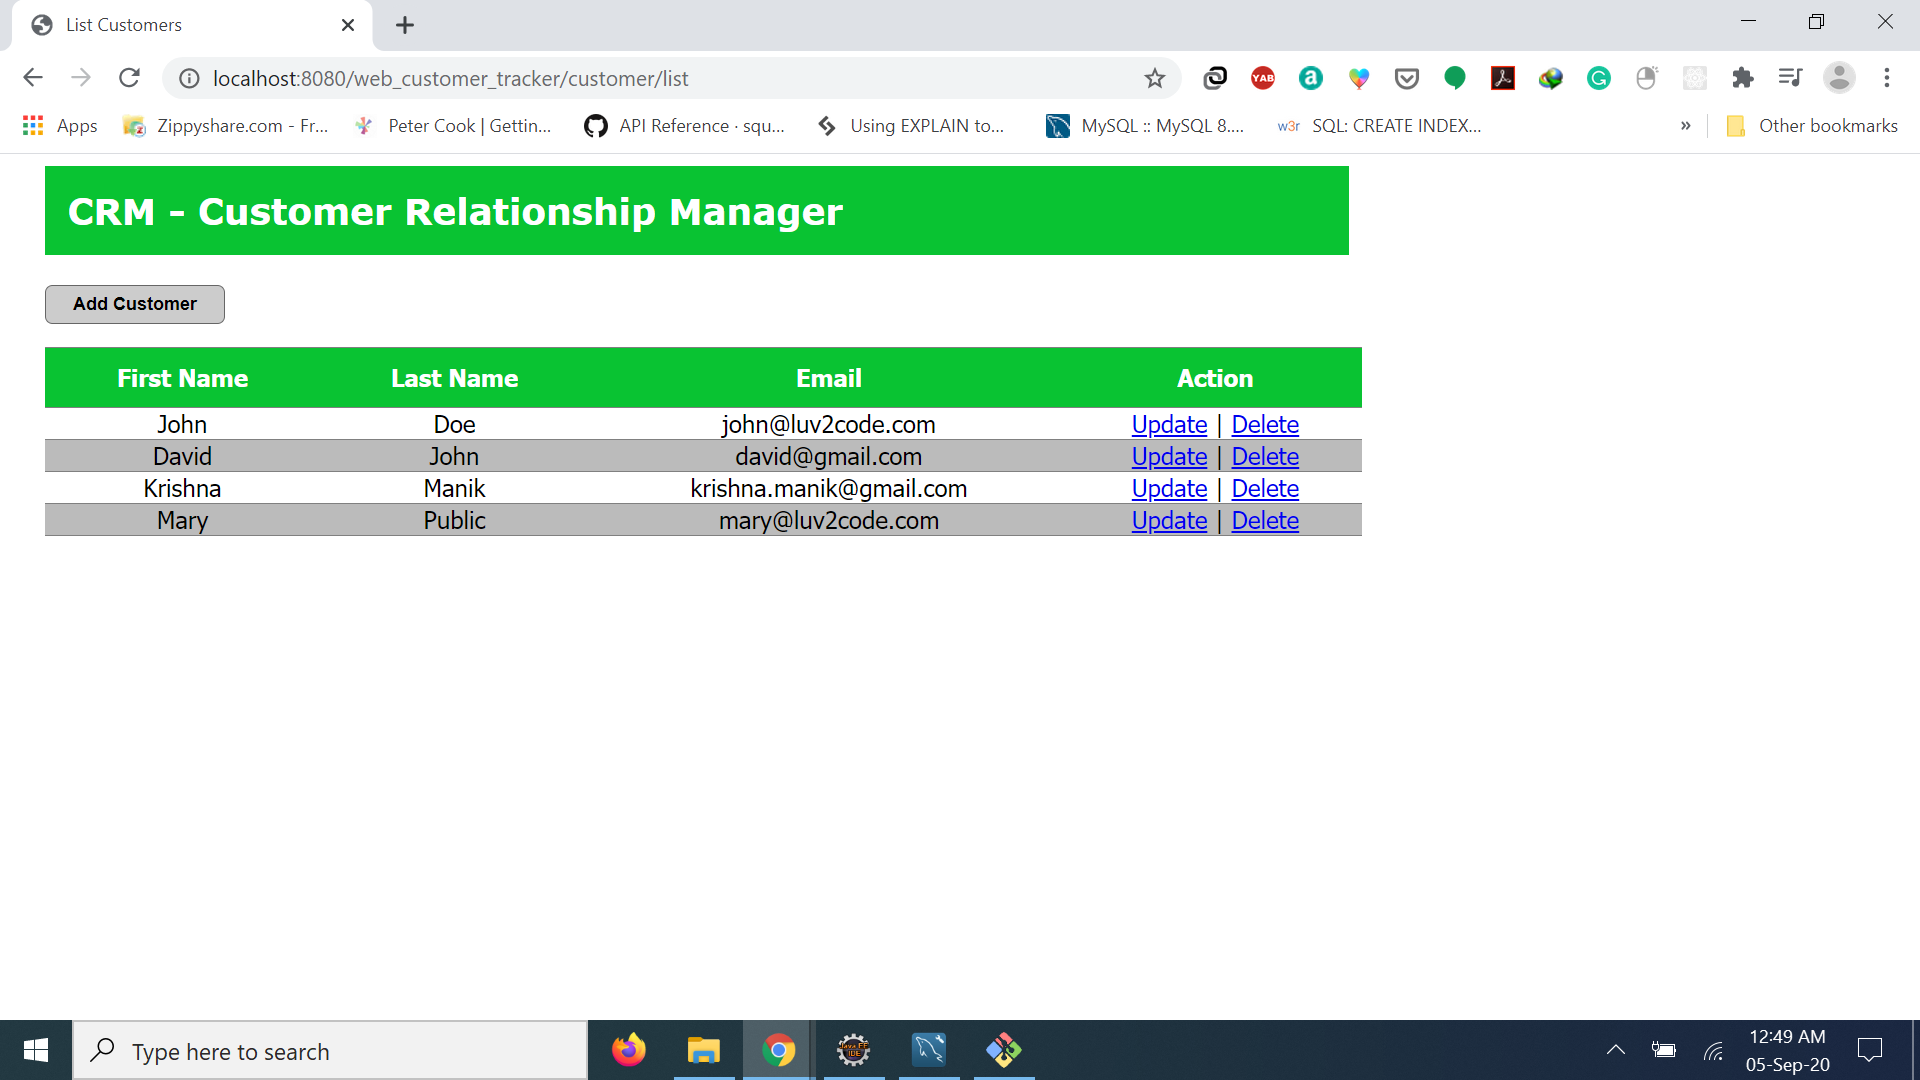 List Customers
localhost:8080/web_customer_tracker/customer/list
YAB
Apps Zippyshare.com - Fr... Peter Cook | Gettin... API Reference · squ... Using EXPLAIN to... MySQL :: MySQL 8.... w3r SQL: CREATE INDEX... » Other bookmarks
CRM - Customer Relationship Manager
Add Customer
First Name Last Name Email Action
John Doe john@luv2code.com Update | Delete
David John david@gmail.com Update | Delete
Krishna Manik krishna.manik@gmail.com Update | Delete
Mary Public mary@luv2code.com Update | Delete
Type here to search
Java EE
IDE
12:49 AM
05-Sep-20